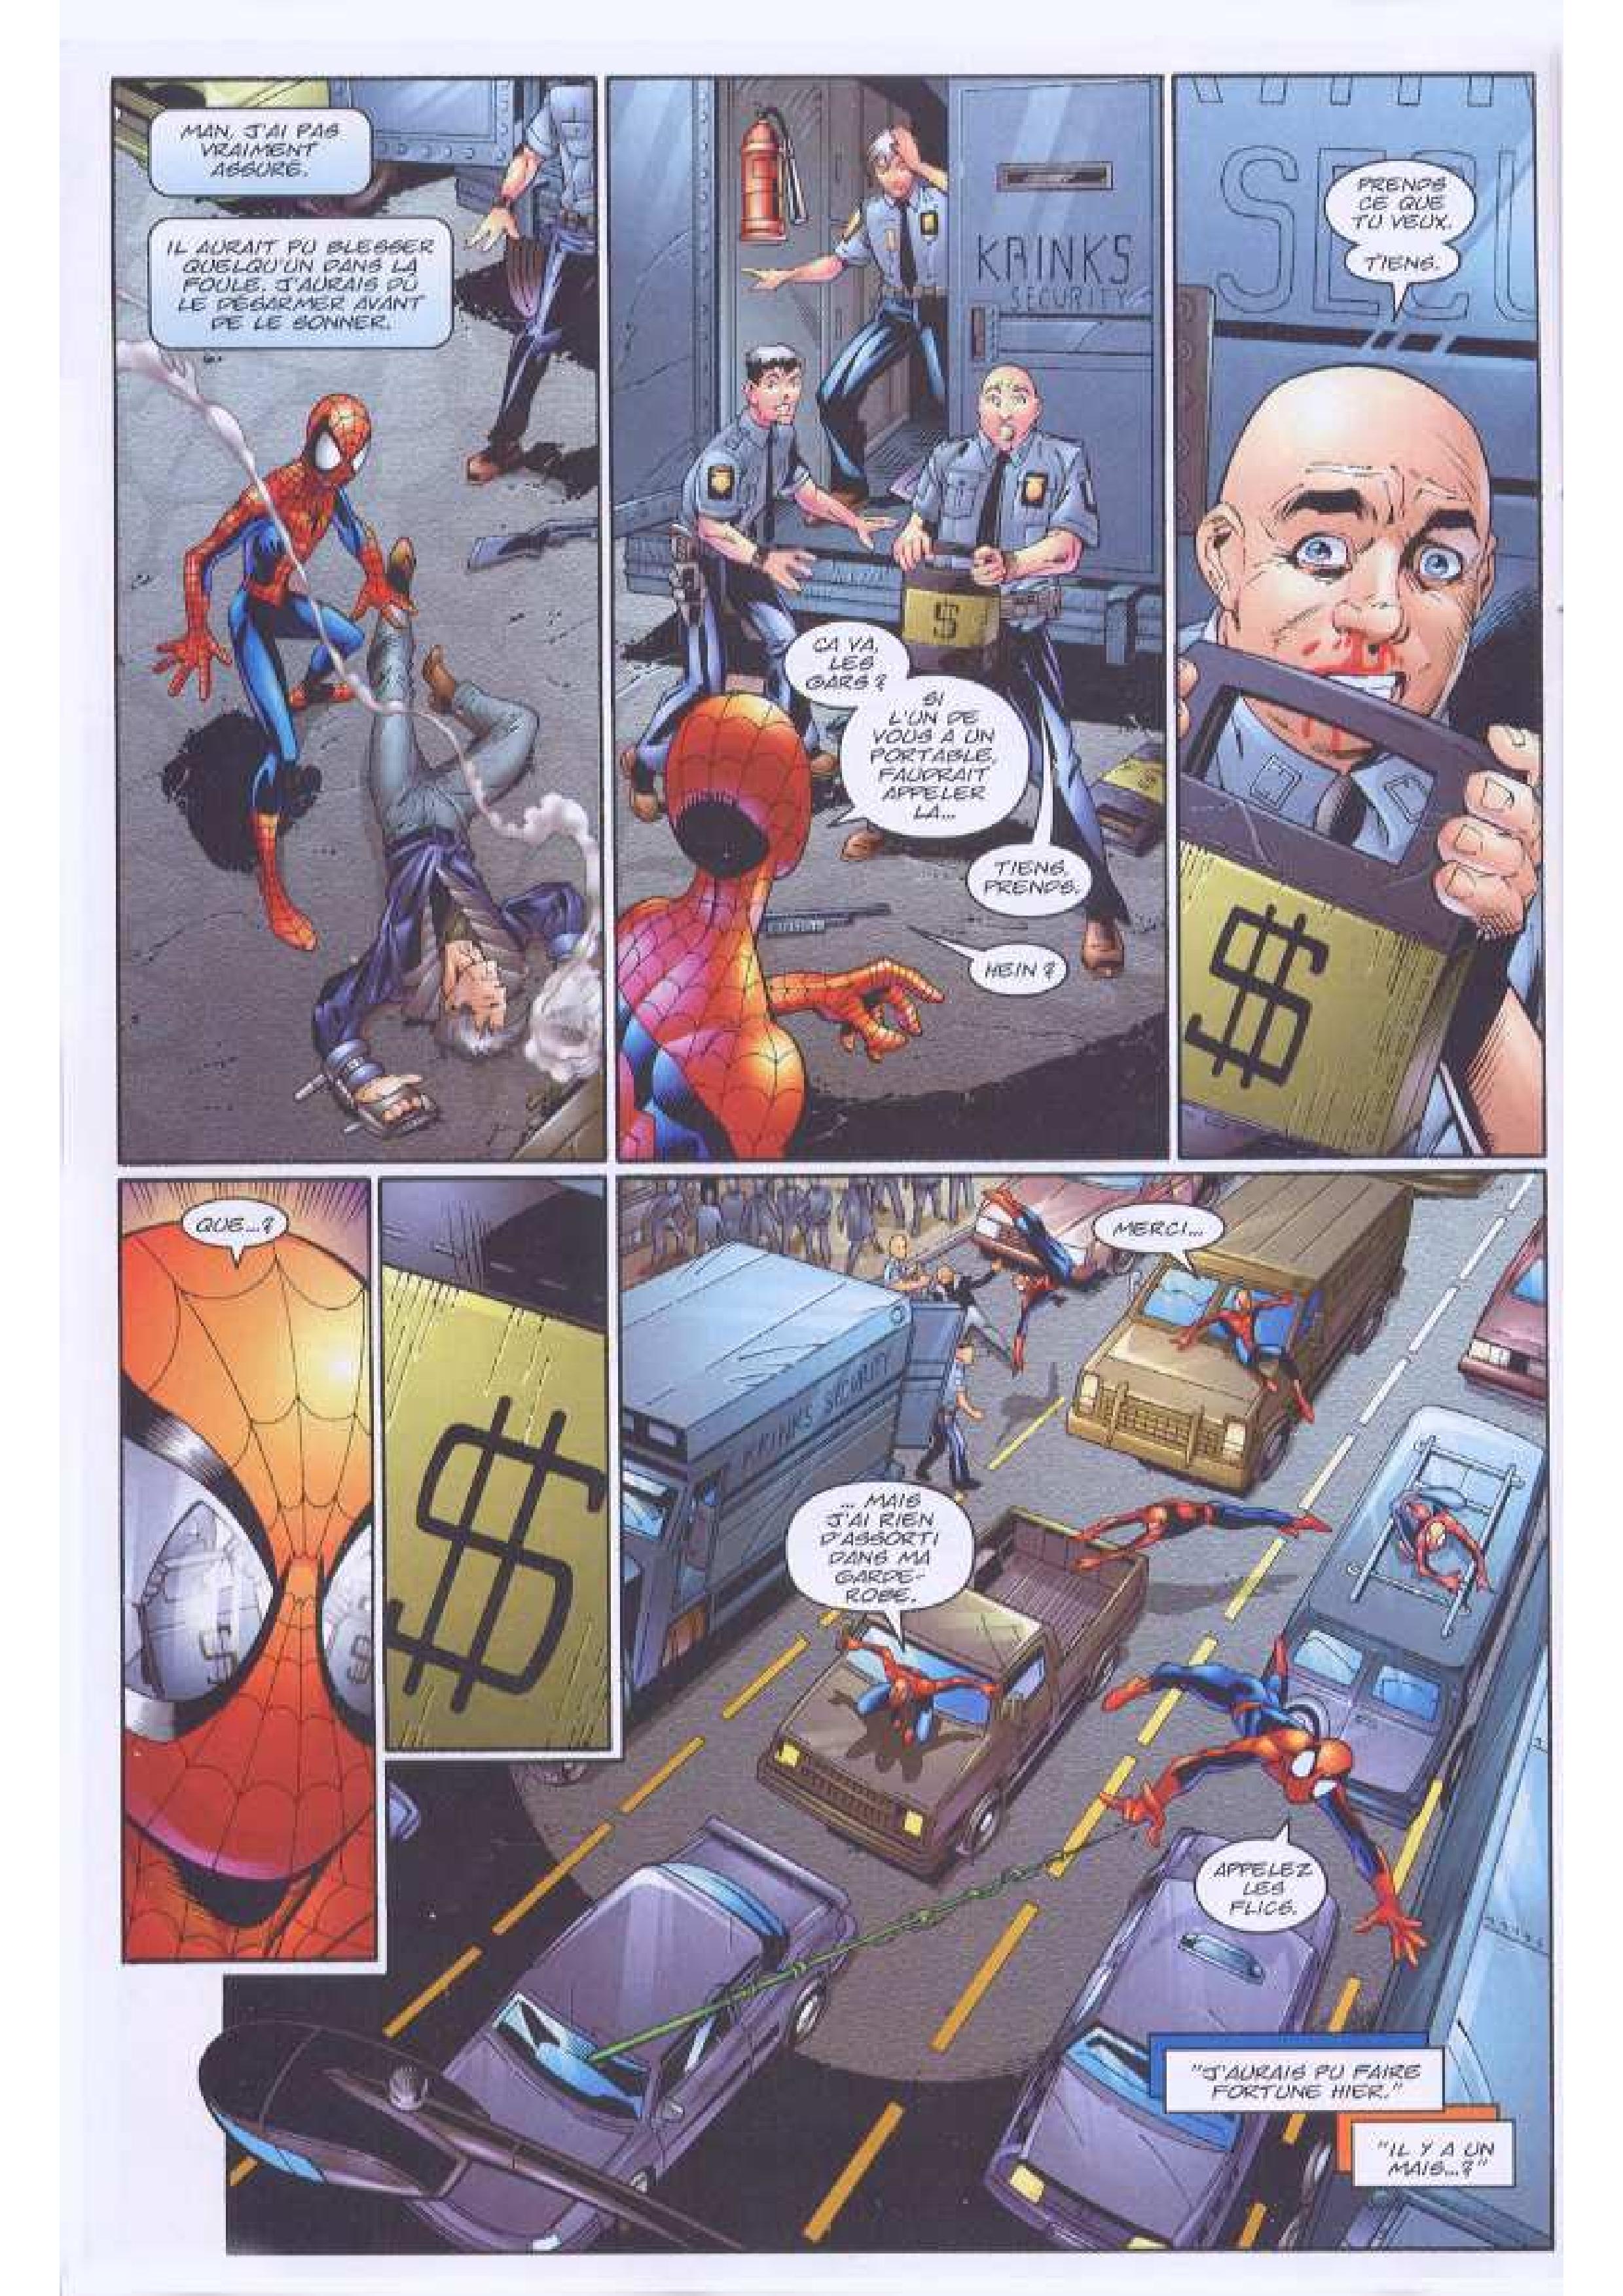 MAN, J'AI PAS
VRAIMENT
ASSURÉ.
IL AURAIT PU BLESSER
QUELQU'UN DANS LA
FOULE. J'AURAIS DÛ
LE DÉSARMER AVANT
DE LE SONNER.
KRINKS
SECURITY
$
ÇA VA,
LES
GARS ?
SI
L'UN DE
VOUS A UN
PORTABLE,
FAUDRAIT
APPELER
LA...
TIENS,
PRENDS.
HEIN ?
SECU
PRENDS
CE QUE
TU VEUX.
TIENS.
$
QUE...?
$
$
$
MERCI...
KRINKS SECURITY
... MAIS
J'AI RIEN
D'ASSORTI
DANS MA
GARDE-
ROBE.
APPELEZ
LES
FLICS.
"J'AURAIS PU FAIRE
FORTUNE HIER."
"IL Y A UN
MAIS...?"